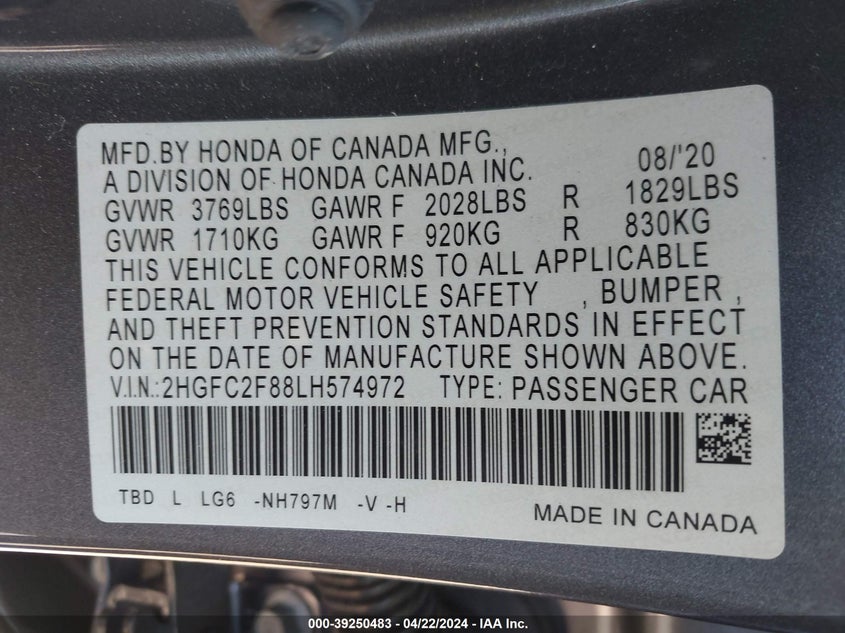 MFD.BY HONDA OF CANADA MFG., 08/'20
A DIVISION OF HONDA CANADA INC.
GVWR 3769LBS GAWR F 2028LBS R 1829LBS
GVWR 1710KG GAWR F 920KG R 830KG
THIS VEHICLE CONFORMS TO ALL APPLICABLE
FEDERAL MOTOR VEHICLE SAFETY , BUMPER ,
AND THEFT PREVENTION STANDARDS IN EFFECT
ON THE DATE OF MANUFACTURE SHOWN ABOVE.
V.I.N.:2HGFC2F88LH574972 TYPE: PASSENGER CAR
TBD L LG6 -NH797M -V -H
MADE IN CANADA
000-39250483 - 04/22/2024 - IAA Inc.